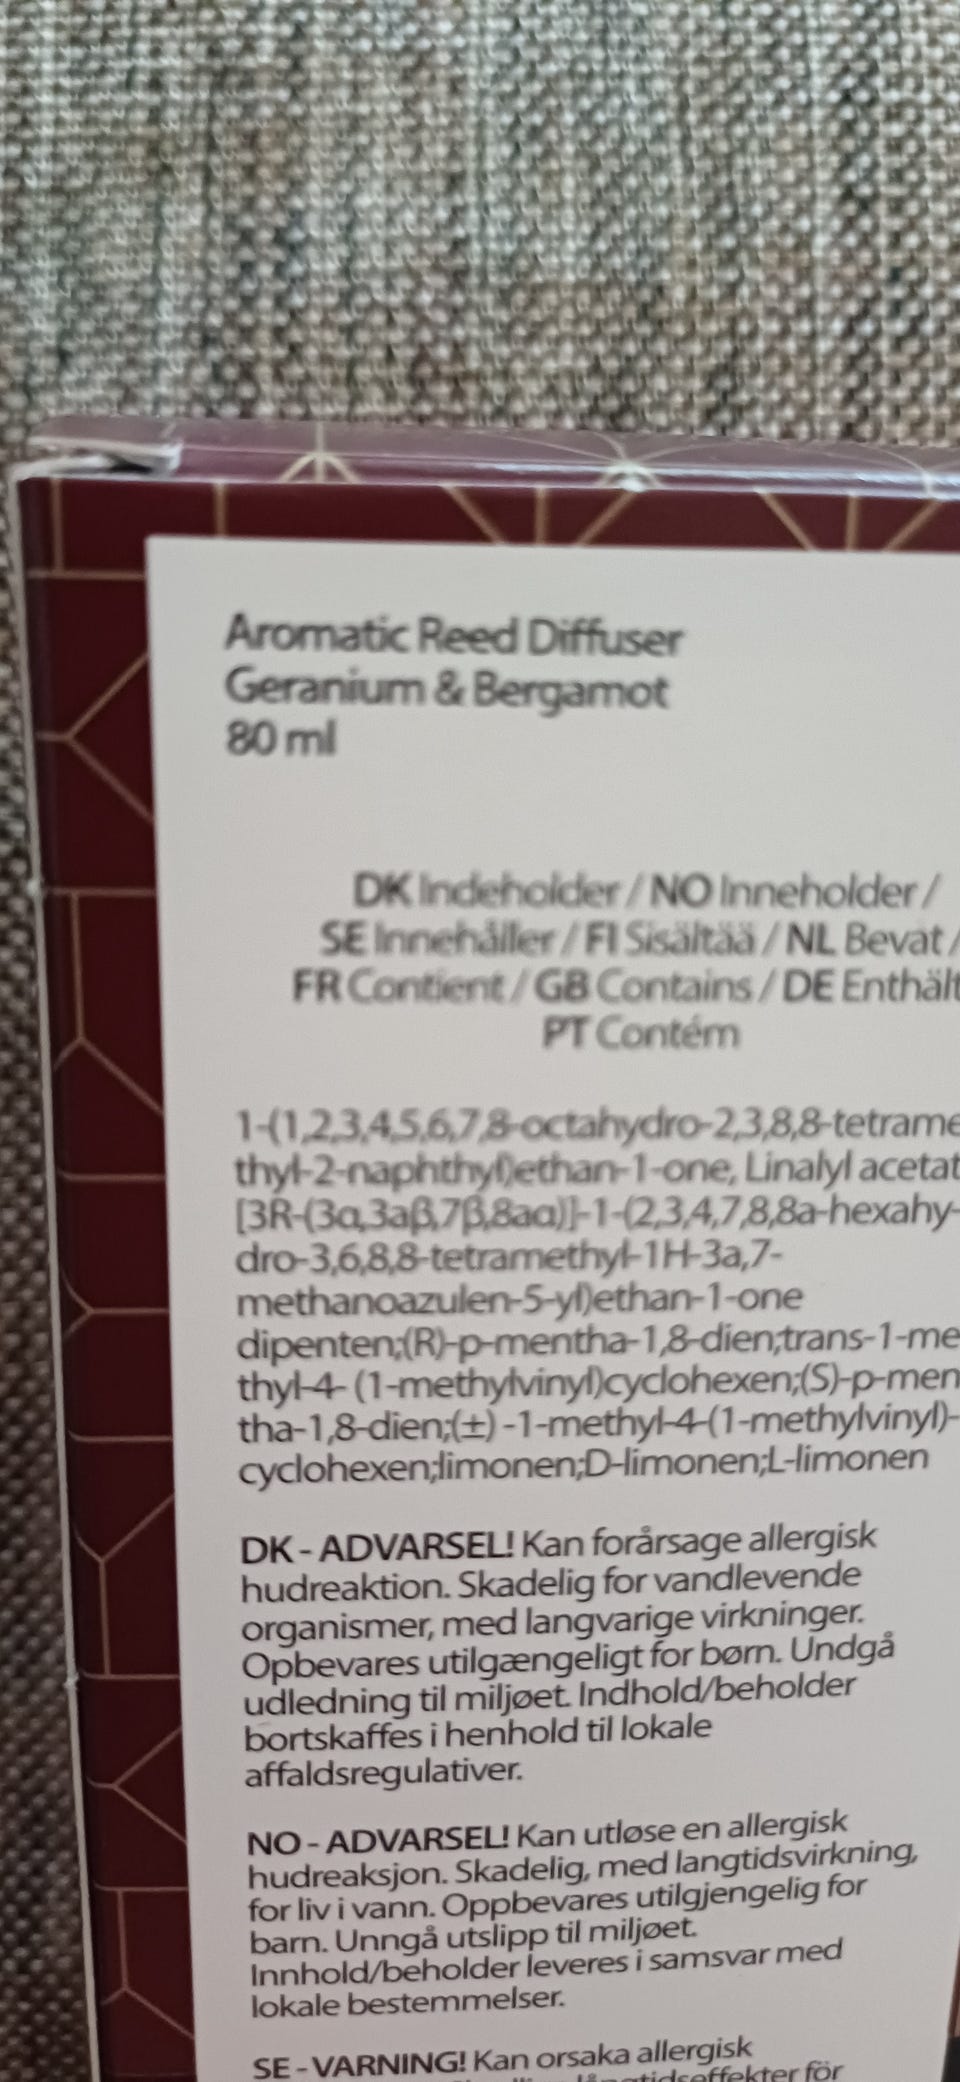 Aromatic Reed Diffuser
Geranium & Bergamot
80 ml
DK Indeholder / NO Inneholder /
SE Innehåller / FI Sisältää / NL Bevat /
FR Contient / GB Contains / DE Enthält
PT Contém
1-(1,2,3,4,5,6,7,8-octahydro-2,3,8,8-tetrame
thyl-2-naphthyl)ethan-1-one, Linalyl acetat
[3R-(3α,3aβ,7β,8aα)]-1-(2,3,4,7,8,8a-hexahy-
dro-3,6,8,8-tetramethyl-1H-3a,7-
methanoazulen-5-yl)ethan-1-one
dipenten;(R)-p-mentha-1,8-dien;trans-1-me
thyl-4- (1-methylvinyl)cyclohexen;(S)-p-men
tha-1,8-dien;(±) -1-methyl-4-(1-methylvinyl)-
cyclohexen;limonen;D-limonen;L-limonen
DK - ADVARSEL! Kan forårsage allergisk
hudreaktion. Skadelig for vandlevende
organismer, med langvarige virkninger.
Opbevares utilgængeligt for børn. Undgå
udledning til miljøet. Indhold/beholder
bortskaffes i henhold til lokale
affaldsregulativer.
NO - ADVARSEL! Kan utløse en allergisk
hudreaksjon. Skadelig, med langtidsvirkning,
for liv i vann. Oppbevares utilgjengelig for
barn. Unngå utslipp til miljøet.
Innhold/beholder leveres i samsvar med
lokale bestemmelser.
SE - VARNING! Kan orsaka allergisk
för